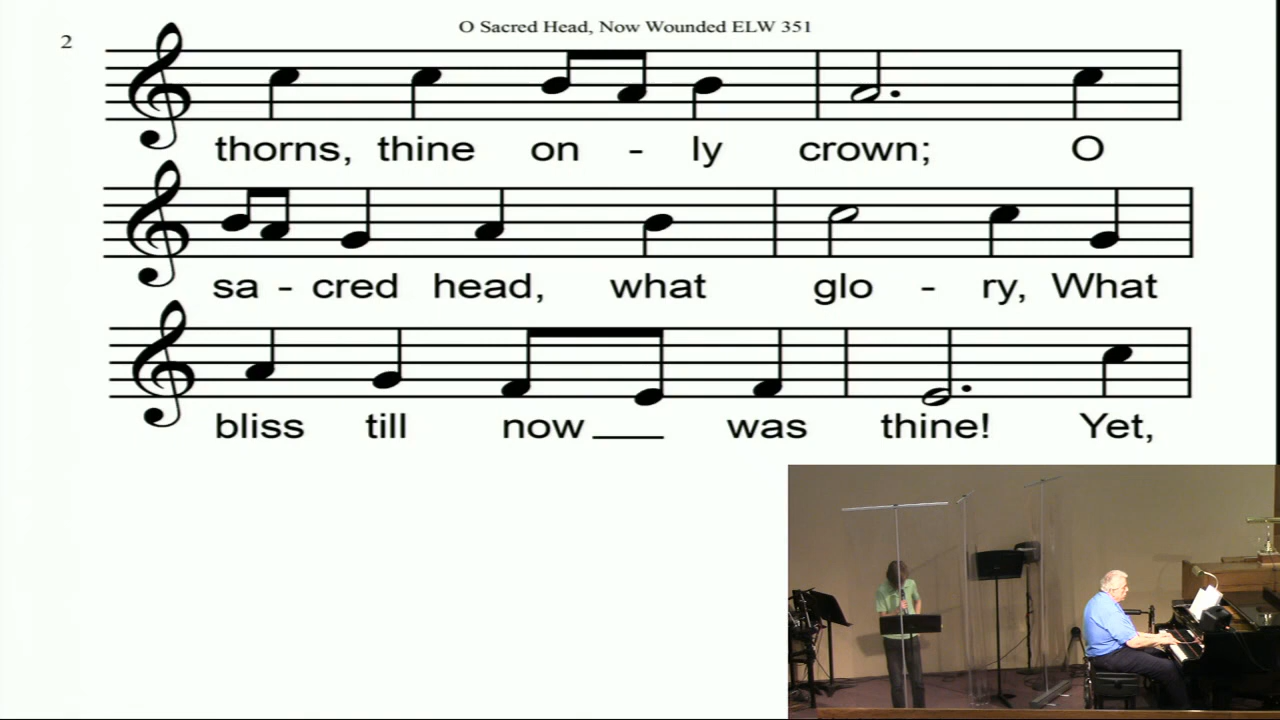 O Sacred Head, Now Wounded ELW 351
2
thorns, thine on - ly crown; O
sa - cred head, what glo - ry, What
bliss till now___ was thine! Yet,